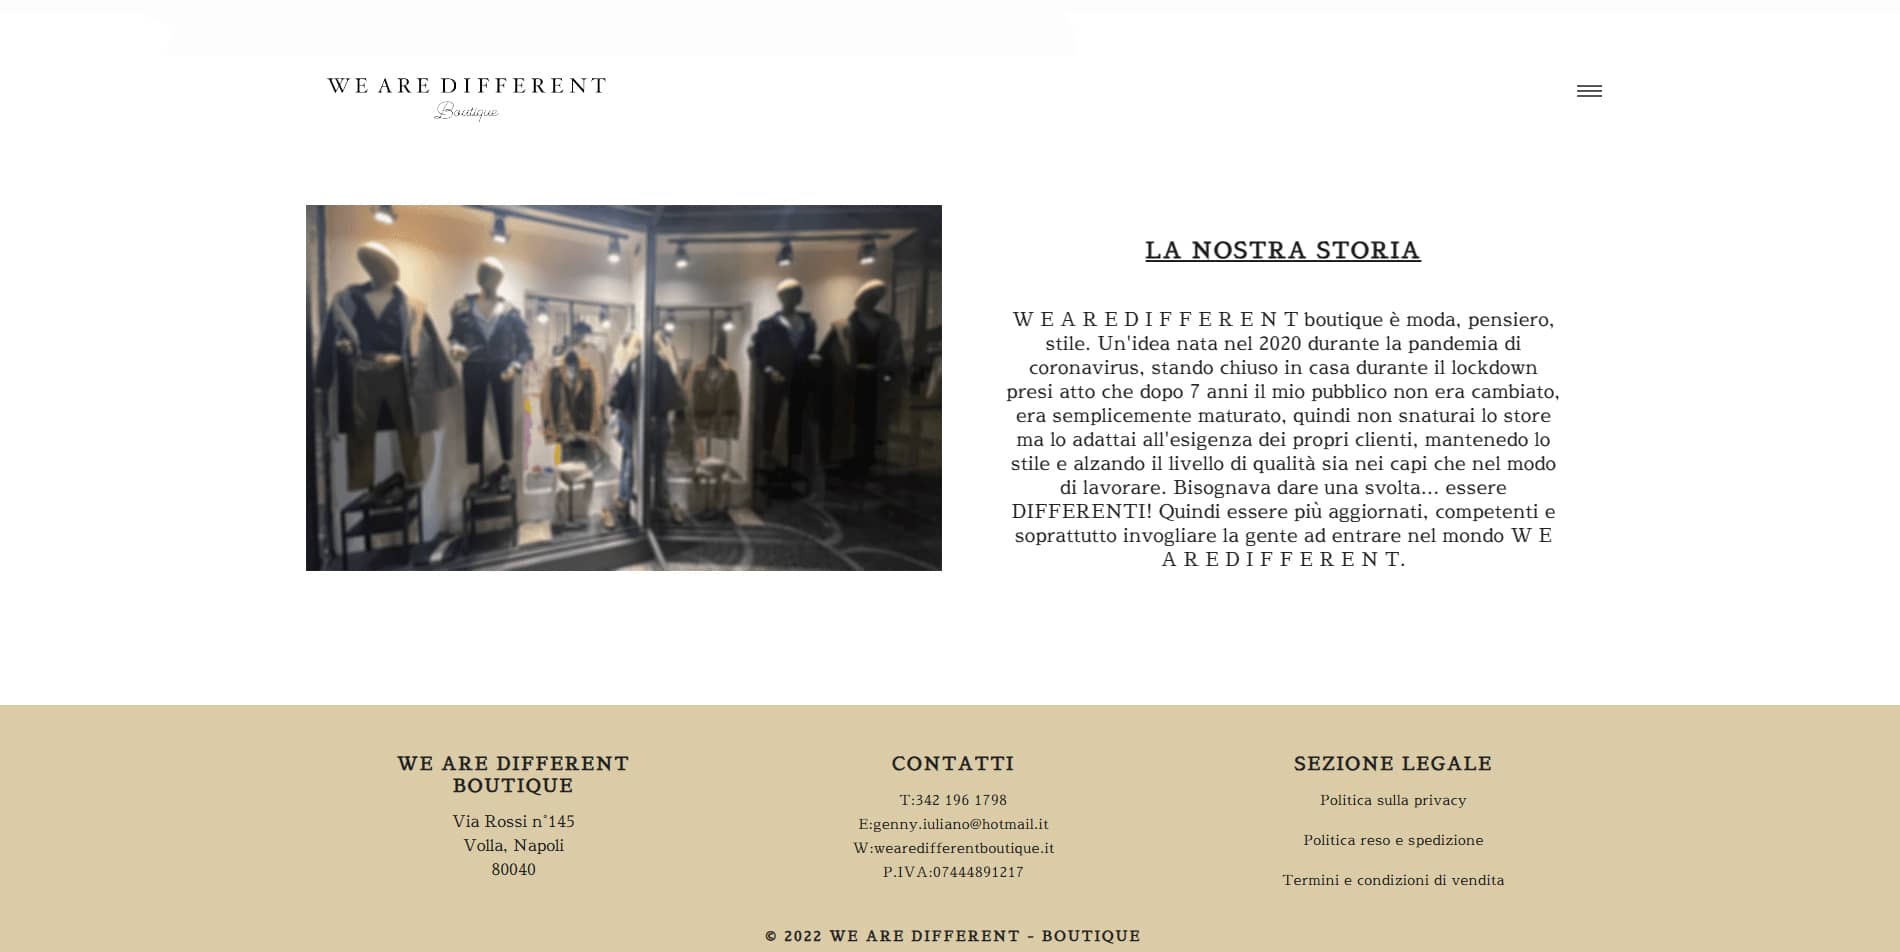 WE ARE DIFFERENT
Boutique
LA NOSTRA STORIA
W E A R E D I F F E R E N T boutique è moda, pensiero,
stile. Un'idea nata nel 2020 durante la pandemia di
coronavirus, stando chiuso in casa durante il lockdown
presi atto che dopo 7 anni il mio pubblico non era cambiato,
era semplicemente maturato, quindi non snaturai lo store
ma lo adattai all'esigenza dei propri clienti, mantenedo lo
stile e alzando il livello di qualità sia nei capi che nel modo
di lavorare. Bisognava dare una svolta... essere
DIFFERENTI! Quindi essere più aggiornati, competenti e
soprattutto invogliare la gente ad entrare nel mondo W E
A R E D I F F E R E N T.
WE ARE DIFFERENT
BOUTIQUE
Via Rossi n°145
Volla, Napoli
80040
CONTATTI
T:342 196 1798
E:genny.iuliano@hotmail.it
W:wearedifferentboutique.it
P.IVA:07444891217
SEZIONE LEGALE
Politica sulla privacy
Politica reso e spedizione
Termini e condizioni di vendita
© 2022 WE ARE DIFFERENT - BOUTIQUE